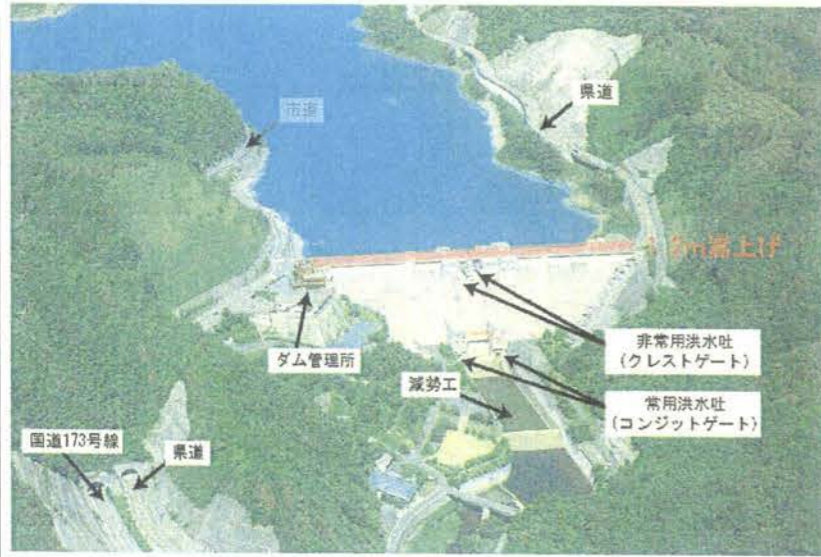 県道
市道
m嵩上げ
ダム管理所
非常用洪水吐
(クレストゲート)
減勢工
常用洪水吐
(コンジットゲート)
国道173号線
県道